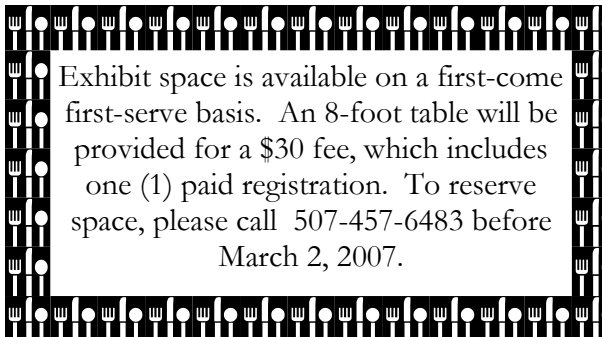 Exhibit space is available on a first-come
first-serve basis.  An 8-foot table will be
provided for a $30 fee, which includes
one (1) paid registration.  To reserve
space, please call  507-457-6483 before
March 2, 2007.